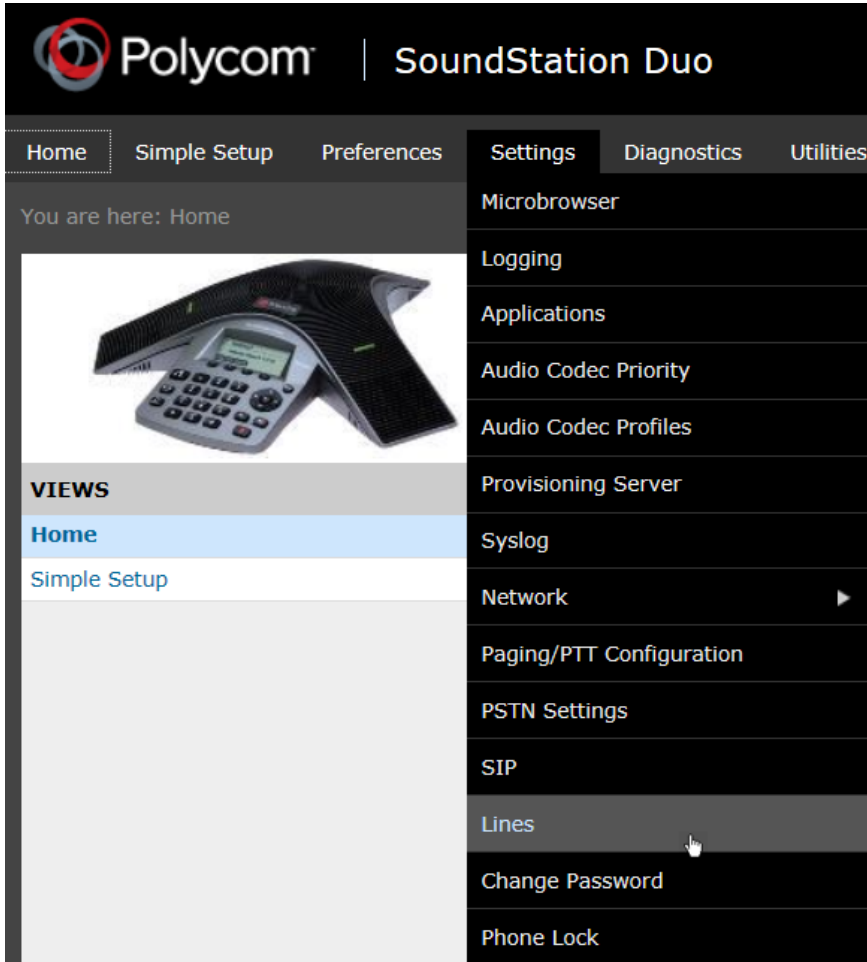 Polycom | SoundStation Duo
Home Simple Setup Preferences Settings Diagnostics Utilities
You are here: Home
VIEWS
Home
Simple Setup
Microbrowser
Logging
Applications
Audio Codec Priority
Audio Codec Profiles
Provisioning Server
Syslog
Network
Paging/PTT Configuration
PSTN Settings
SIP
Lines
Change Password
Phone Lock